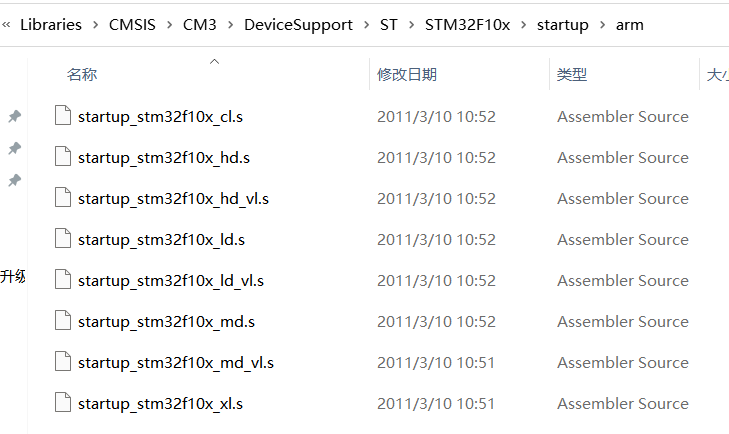 « Libraries > CMSIS > CM3 > DeviceSupport > ST > STM32F10x > startup > arm
名称 修改日期 类型 大小
startup_stm32f10x_cl.s 2011/3/10 10:52 Assembler Source
startup_stm32f10x_hd.s 2011/3/10 10:52 Assembler Source
startup_stm32f10x_hd_vl.s 2011/3/10 10:52 Assembler Source
startup_stm32f10x_ld.s 2011/3/10 10:52 Assembler Source
升级 startup_stm32f10x_ld_vl.s 2011/3/10 10:52 Assembler Source
startup_stm32f10x_md.s 2011/3/10 10:52 Assembler Source
startup_stm32f10x_md_vl.s 2011/3/10 10:51 Assembler Source
startup_stm32f10x_xl.s 2011/3/10 10:51 Assembler Source